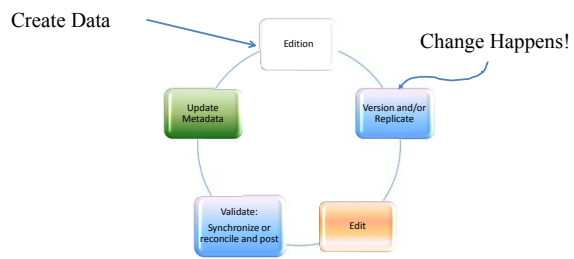 Create Data
Edition
Change Happens!
Update
Metadata
Version and/or
Replicate
Validate:
Synchronize or
reconcile and post
Edit